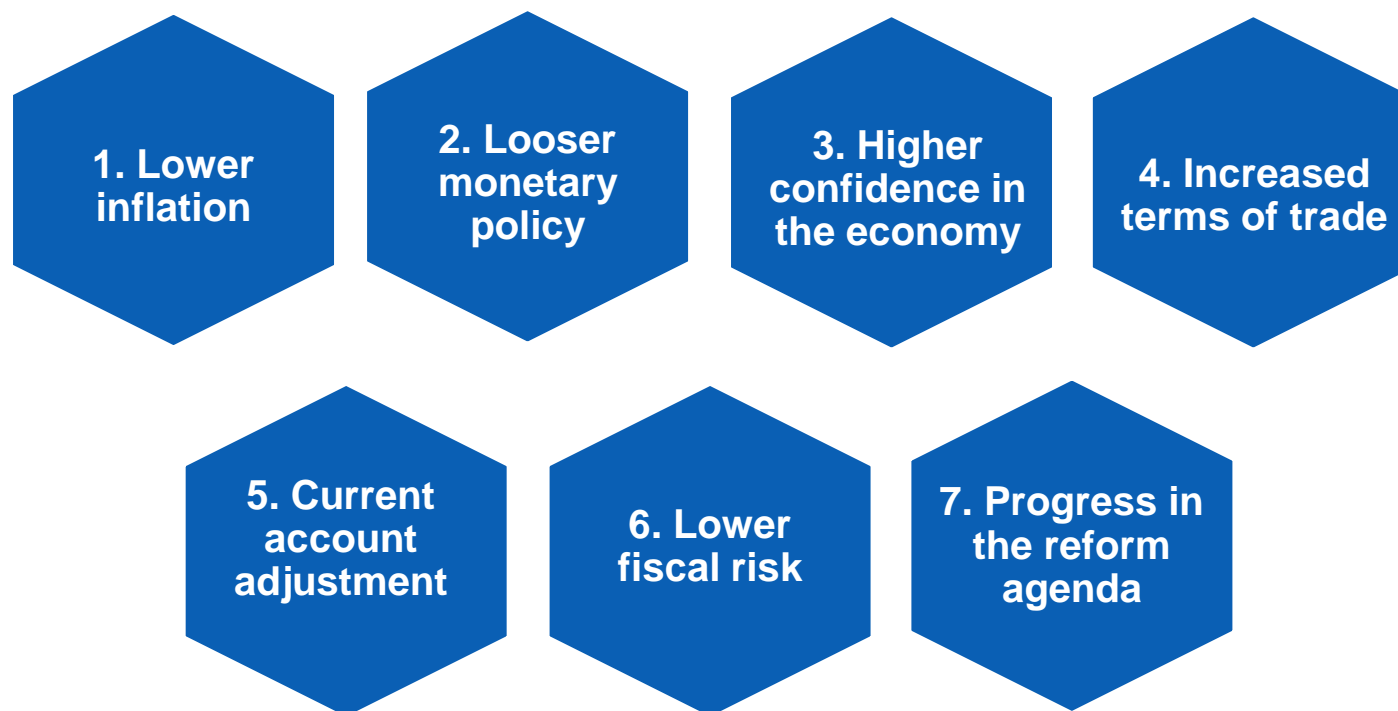 1. Lower
inflation
2. Looser
monetary
policy
3. Higher
confidence in
the economy
4. Increased
terms of trade
5. Current
account
adjustment
6. Lower
fiscal risk
7. Progress in
the reform
agenda